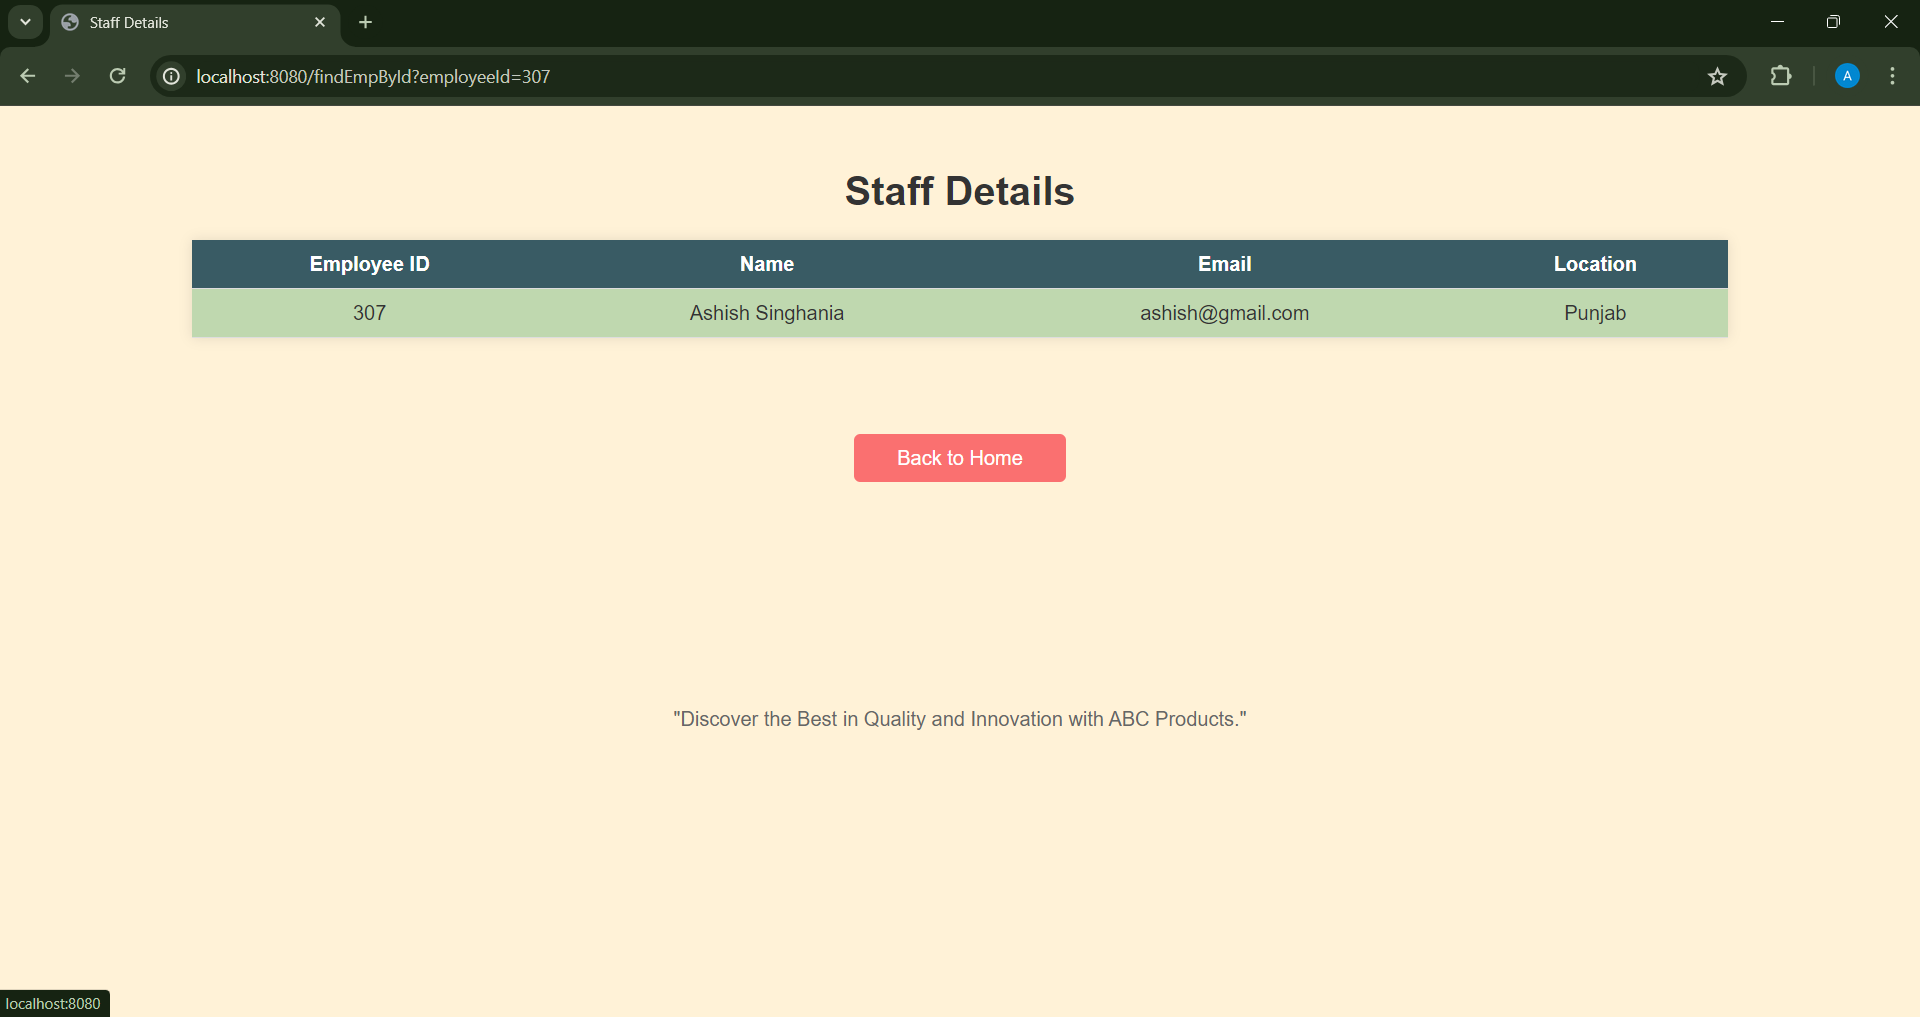 Staff Details
localhost:8080/findEmpById?employeeId=307
A
Staff Details
Employee ID Name Email Location
307 Ashish Singhania ashish@gmail.com Punjab
Back to Home
"Discover the Best in Quality and Innovation with ABC Products."
localhost:8080